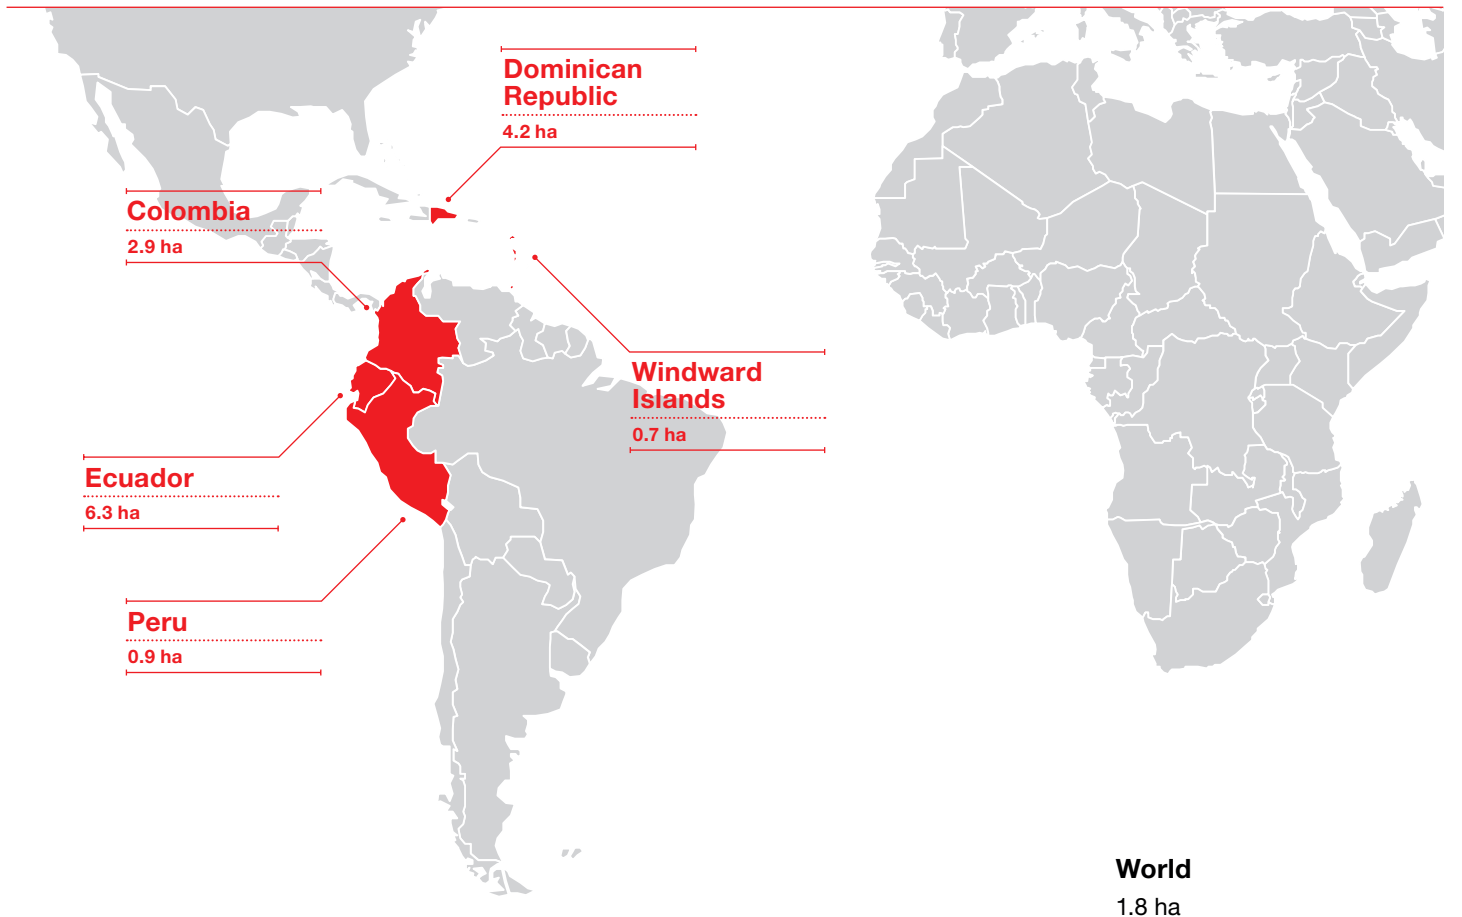 Dominican
Republic
4.2 ha
Colombia
2.9 ha
Windward
Islands
0.7 ha
Ecuador
6.3 ha
Peru
0.9 ha
World
1.8 ha